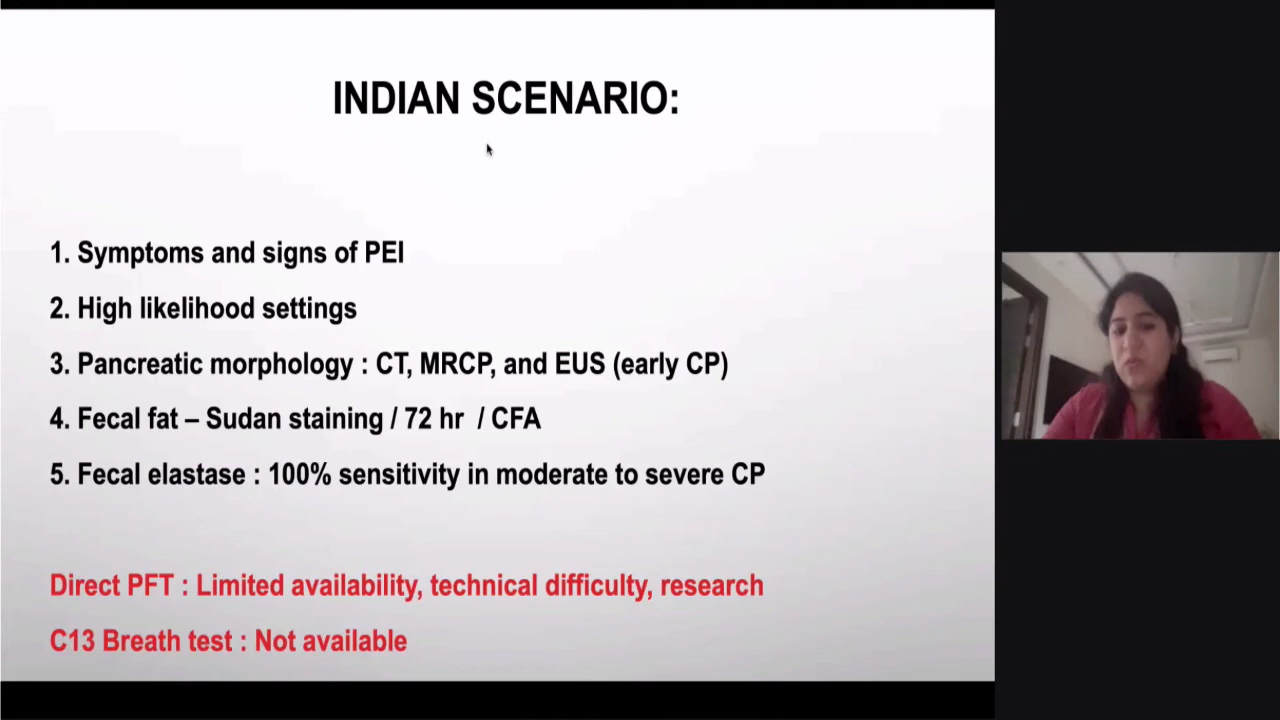 INDIAN SCENARIO:
1. Symptoms and signs of PEI
2. High likelihood settings
3. Pancreatic morphology : CT, MRCP, and EUS (early CP)
4. Fecal fat – Sudan staining / 72 hr / CFA
5. Fecal elastase : 100% sensitivity in moderate to severe CP
Direct PFT : Limited availability, technical difficulty, research
C13 Breath test : Not available